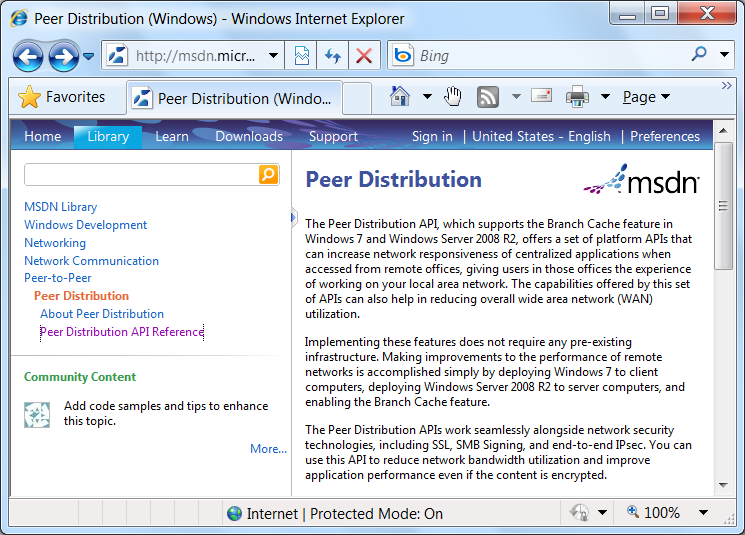 Peer Distribution (Windows) - Windows Internet Explorer
http://msdn.micr...
Bing
Favorites
Peer Distribution (Windo...
Page
Home Library Learn Downloads Support Sign in | United States - English | Preferences
MSDN Library
Windows Development
Networking
Network Communication
Peer-to-Peer
Peer Distribution
About Peer Distribution
Peer Distribution API Reference
Community Content
Add code samples and tips to enhance
this topic.
More...
Peer Distribution
msdn
The Peer Distribution API, which supports the Branch Cache feature in
Windows 7 and Windows Server 2008 R2, offers a set of platform APIs that
can increase network responsiveness of centralized applications when
accessed from remote offices, giving users in those offices the experience
of working on your local area network. The capabilities offered by this set
of APIs can also help in reducing overall wide area network (WAN)
utilization.
Implementing these features does not require any pre-existing
infrastructure. Making improvements to the performance of remote
networks is accomplished simply by deploying Windows 7 to client
computers, deploying Windows Server 2008 R2 to server computers, and
enabling the Branch Cache feature.
The Peer Distribution APIs work seamlessly alongside network security
technologies, including SSL, SMB Signing, and end-to-end IPsec. You can
use this API to reduce network bandwidth utilization and improve
application performance even if the content is encrypted.
Internet | Protected Mode: On
100%